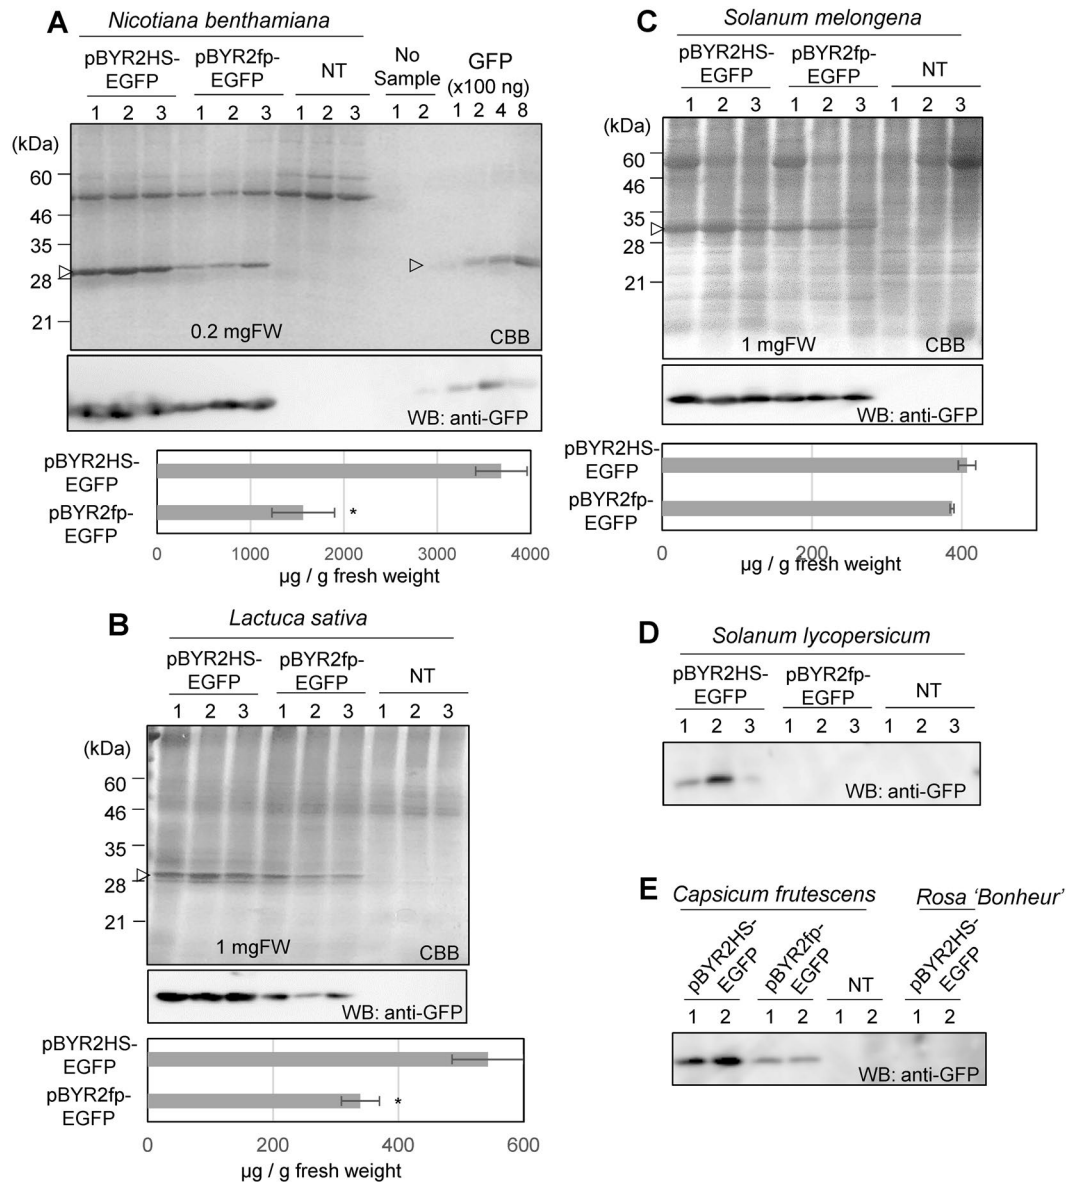 A
Nicotiana benthamiana
pBYR2HS-
EGFP
pBYR2fp-
EGFP
NT
No
Sample
GFP
(x100 ng)
1 2 3 1 2 3 1 2 3 1 2 1 2 4 8
(kDa)
60
46
35
28
21
0.2 mgFW
CBB
WB: anti-GFP
pBYR2HS-
EGFP
pBYR2fp-
EGFP
0 1000 2000 3000 4000
*
µg / g fresh weight
B
Lactuca sativa
pBYR2HS-
EGFP
pBYR2fp-
EGFP
NT
1 2 3 1 2 3 1 2 3
(kDa)
60
46
35
28
21
1 mgFW
CBB
WB: anti-GFP
pBYR2HS-
EGFP
pBYR2fp-
EGFP
*
0 200 400 600
µg / g fresh weight
C
Solanum melongena
pBYR2HS-
EGFP
pBYR2fp-
EGFP
NT
1 2 3 1 2 3 1 2 3
(kDa)
60
46
35
28
21
1 mgFW
CBB
WB: anti-GFP
pBYR2HS-
EGFP
pBYR2fp-
EGFP
0 200 400
µg / g fresh weight
D
Solanum lycopersicum
pBYR2HS-
EGFP
pBYR2fp-
EGFP
NT
1 2 3 1 2 3 1 2 3
WB: anti-GFP
E
Capsicum frutescens
Rosa 'Bonheur'
pBYR2HS-
EGFP
pBYR2fp-
EGFP
NT
pBYR2HS-
EGFP
1 2 1 2 1 2 1 2
WB: anti-GFP